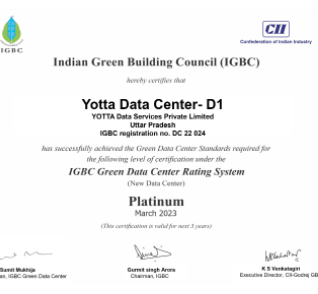 IGBC
CII
Confederation of Indian Industry
Indian Green Building Council (IGBC)
hereby certifies that
Yotta Data Center- D1
YOTTA Data Services Private Limited
Uttar Pradesh
IGBC registration no. DC 22 024
has successfully achieved the Green Data Center Standards required for
the following level of certification under the
IGBC Green Data Center Rating System
(New Data Center)
Platinum
March 2023
(This certification is valid for next 3 years)
Sumit Mukhija
an, IGBC Green Data Center
Gurmit singh Arora
Chairman, IGBC
K S Venkatagiri
Executive Director, CII-Godrej GB